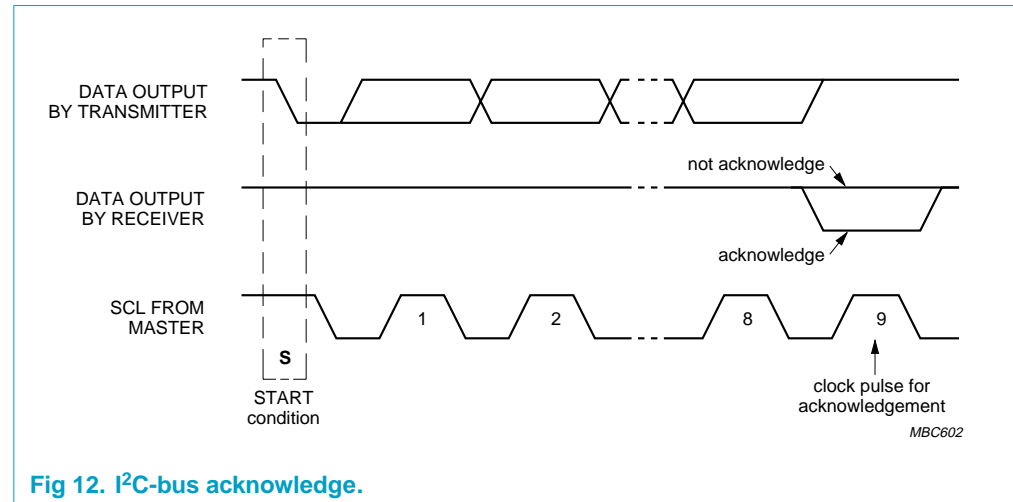 DATA OUTPUT
BY TRANSMITTER
not acknowledge
DATA OUTPUT
BY RECEIVER
acknowledge
SCL FROM
MASTER
1
2
8
9
S
START
condition
clock pulse for
acknowledgement
MBC602
Fig 12. I²C-bus acknowledge.